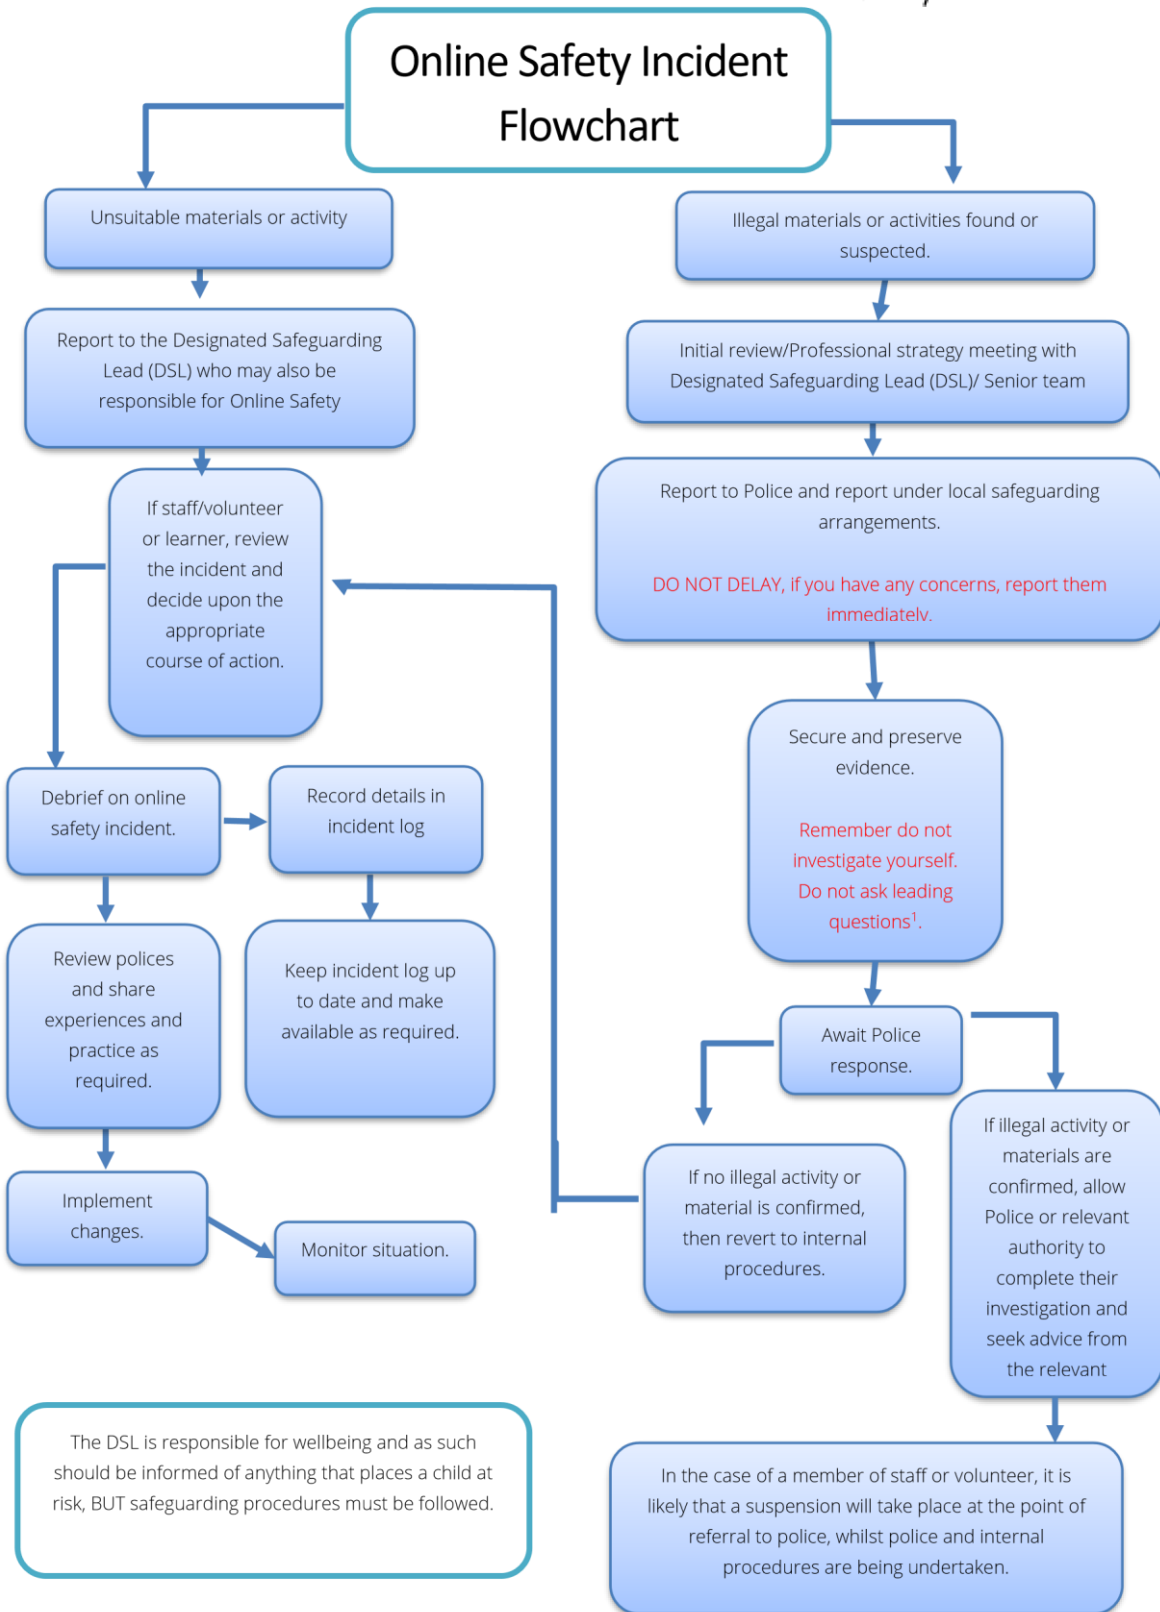 Online Safety Incident
Flowchart
Unsuitable materials or activity
Report to the Designated Safeguarding
Lead (DSL) who may also be
responsible for Online Safety
If staff/volunteer
or learner, review
the incident and
decide upon the
appropriate
course of action.
Debrief on online
safety incident.
Record details in
incident log
Review polices
and share
experiences and
practice as
required.
Keep incident log up
to date and make
available as required.
Implement
changes.
Monitor situation.
Illegal materials or activities found or
suspected.
Initial review/Professional strategy meeting with
Designated Safeguarding Lead (DSL)/ Senior team
Report to Police and report under local safeguarding
arrangements.
DO NOT DELAY, if you have any concerns, report them
immediately.
Secure and preserve
evidence.
Remember do not
investigate yourself.
Do not ask leading
questions¹.
Await Police
response.
If no illegal activity or
material is confirmed,
then revert to internal
procedures.
If illegal activity or
materials are
confirmed, allow
Police or relevant
authority to
complete their
investigation and
seek advice from
the relevant
In the case of a member of staff or volunteer, it is
likely that a suspension will take place at the point of
referral to police, whilst police and internal
procedures are being undertaken.
The DSL is responsible for wellbeing and as such
should be informed of anything that places a child at
risk, BUT safeguarding procedures must be followed.